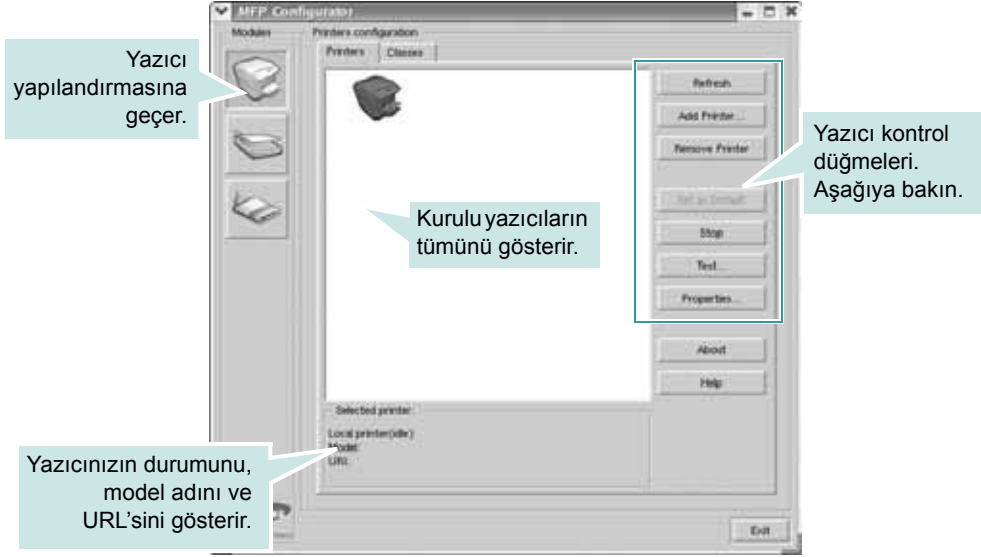 MFP Configurator
Modules
Printers configuration
Printers
Classes
Yazıcı
yapılandırmasına
geçer.
Refresh
Add Printer...
Remove Printer
Set as Default
Stop
Test...
Properties...
About
Help
Yazıcı kontrol
düğmeleri.
Aşağıya bakın.
Kurulu yazıcıların
tümünü gösterir.
Selected printer:
Local printer(idle)
Model:
URI:
Yazıcınızın durumunu,
model adını ve
URL’sini gösterir.
Exit